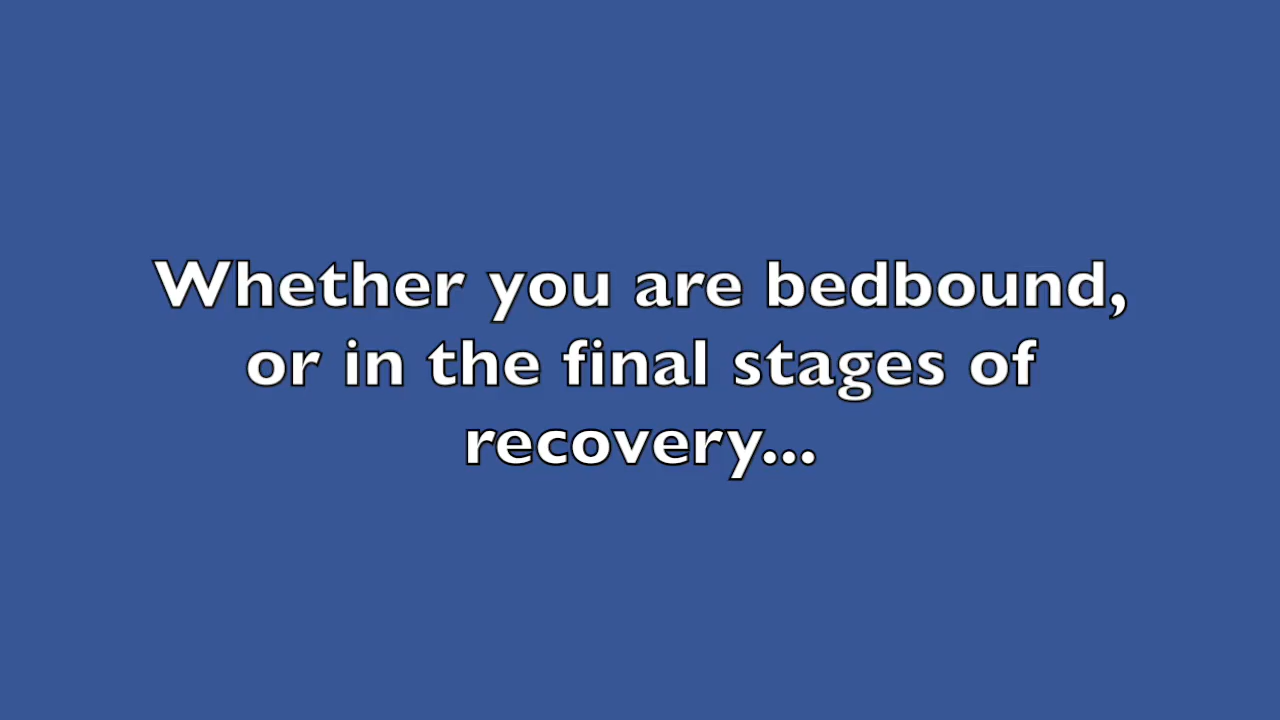 Whether you are bedbound,
or in the final stages of
recovery...